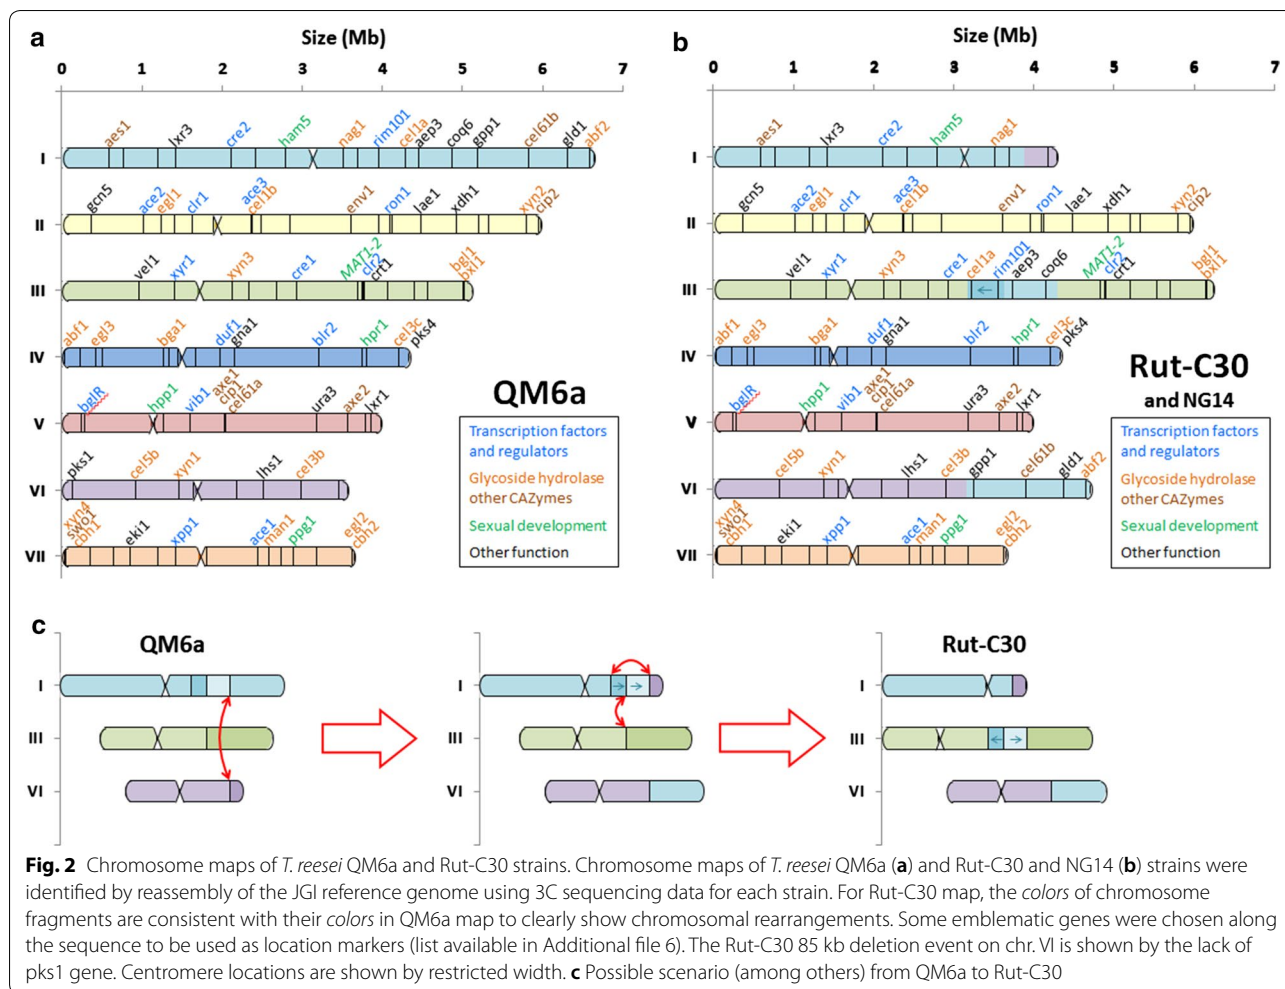 a
Size (Mb)
0 1 2 3 4 5 6 7
aes1 lxr3 cre2 ham5 nag1 rim101 cel1a aep3 coq6 gpp1 cel61b gld1 abf2
I
gcn5 ace2 egl1 clr1 ace3 cel1b env1 ron1 lae1 xdh1 xyn2 cip2
II
vel1 xyr1 xyn3 cre1 MAT1-2 clr2 crt1 bgl1 bxl1
III
abf1 egl3 bga1 duf1 gna1 blr2 hpr1 cel3c pks4
IV
bglR hpp1 vib1 axe1 cip1 cel61a ura3 axe2 lxr1
V
pks1 cel5b xyn1 lhs1 cel3b
VI
xyn4 swo1 cbh1 eki1 xpp1 ace1 man1 ppg1 egl2 cbh2
VII
QM6a
Transcription factors
and regulators
Glycoside hydrolase
other CAZymes
Sexual development
Other function
b
Size (Mb)
0 1 2 3 4 5 6 7
aes1 lxr3 cre2 ham5 nag1
I
gcn5 ace2 egl1 clr1 ace3 cel1b env1 ron1 lae1 xdh1 xyn2 cip2
II
vel1 xyr1 xyn3 cre1 cel1a rim101 aep3 coq6 MAT1-2 clr2 crt1 bgl1 bxl1
III
abf1 egl3 bga1 duf1 gna1 blr2 hpr1 cel3c pks4
IV
bglR hpp1 vib1 axe1 cip1 cel61a ura3 axe2 lxr1
V
cel5b xyn1 lhs1 cel3b gpp1 cel61b gld1 abf2
VI
xyn4 swo1 cbh1 eki1 xpp1 ace1 man1 ppg1 egl2 cbh2
VII
Rut-C30
and NG14
Transcription factors
and regulators
Glycoside hydrolase
other CAZymes
Sexual development
Other function
c
QM6a
I
III
VI
I
III
VI
Rut-C30
I
III
VI
Fig. 2 Chromosome maps of T. reesei QM6a and Rut-C30 strains. Chromosome maps of T. reesei QM6a (a) and Rut-C30 and NG14 (b) strains were
identified by reassembly of the JGI reference genome using 3C sequencing data for each strain. For Rut-C30 map, the colors of chromosome
fragments are consistent with their colors in QM6a map to clearly show chromosomal rearrangements. Some emblematic genes were chosen along
the sequence to be used as location markers (list available in Additional file 6). The Rut-C30 85 kb deletion event on chr. VI is shown by the lack of
pks1 gene. Centromere locations are shown by restricted width. c Possible scenario (among others) from QM6a to Rut-C30